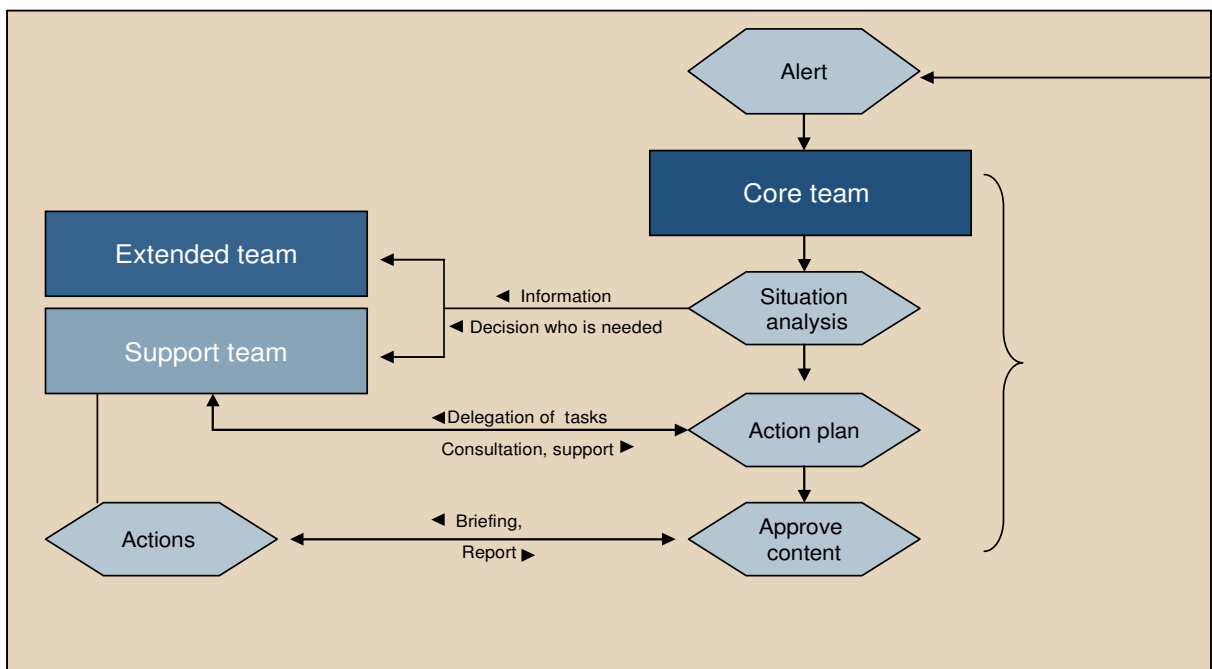 Alert
Core team
Extended team
Support team
◄ Information
◄ Decision who is needed
Situation
analysis
◄Delegation of tasks
Consultation, support ►
Action plan
Actions
◄ Briefing,
Report ►
Approve
content